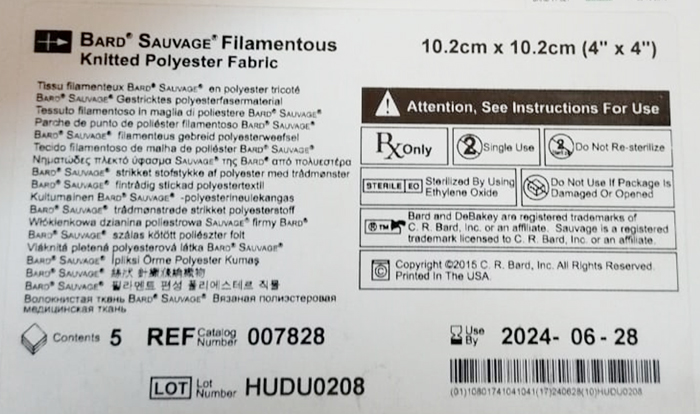 BARD® SAUVAGE® Filamentous
Knitted Polyester Fabric
10.2cm x 10.2cm (4" x 4")
Tissu filamenteux BARD® SAUVAGE® en polyester tricoté
BARD® SAUVAGE® Gestricktes polyesterfasermaterial
Tessuto filamentoso in maglia di poliestere BARD® SAUVAGE®
Parche de punto de poliéster filamentoso BARD® SAUVAGE®
BARD® SAUVAGE® filamenteus gebreid polyesterweefsel
Tecido filamentoso de malha de poliéster BARD® SAUVAGE®
Νηματώδες πλεκτό ύφασμα SAUVAGE® της BARD® από πολυεστέρα
BARD® SAUVAGE® strikket stofstykke af polyester med trådmønster
BARD® SAUVAGE® fintrådig stickad polyestertextil
Kuitumainen BARD® SAUVAGE® -polyesterineulekangas
BARD® SAUVAGE® trådmønstrede strikket polyesterstoff
Włókienkowa dzianina poliestrowa SAUVAGE® firmy BARD®
BARD® SAUVAGE® szálas kötött poliészter folt
Vláknitá pletená polyesterová látka BARD® SAUVAGE®
BARD® SAUVAGE® İpliksi Örme Polyester Kumaş
BARD® SAUVAGE® 絲狀針織
BARD® SAUVAGE® 필라멘트 편성 폴리에스테르 직물
Волокнистая ткань BARD® SAUVAGE® Вязаная полиэстеровая
медицинская ткань
Attention, See Instructions For Use
Rx Only
2 Single Use
2 Do Not Re-sterilize
STERILE EO Sterilized By Using
Ethylene Oxide
Do Not Use If Package Is
Damaged Or Opened
® TM Bard and DeBakey are registered trademarks of
C. R. Bard, Inc. or an affiliate. Sauvage is a registered
trademark licensed to C. R. Bard, Inc. or an affiliate.
© Copyright ©2015 C. R. Bard, Inc. All Rights Reserved.
Printed In The USA.
Contents 5 REF Catalog
Number 007828
Use
By 2024- 06 - 28
LOT Lot
Number HUDU0208
(01)10801741041041(17)240628(10)HUDU0208